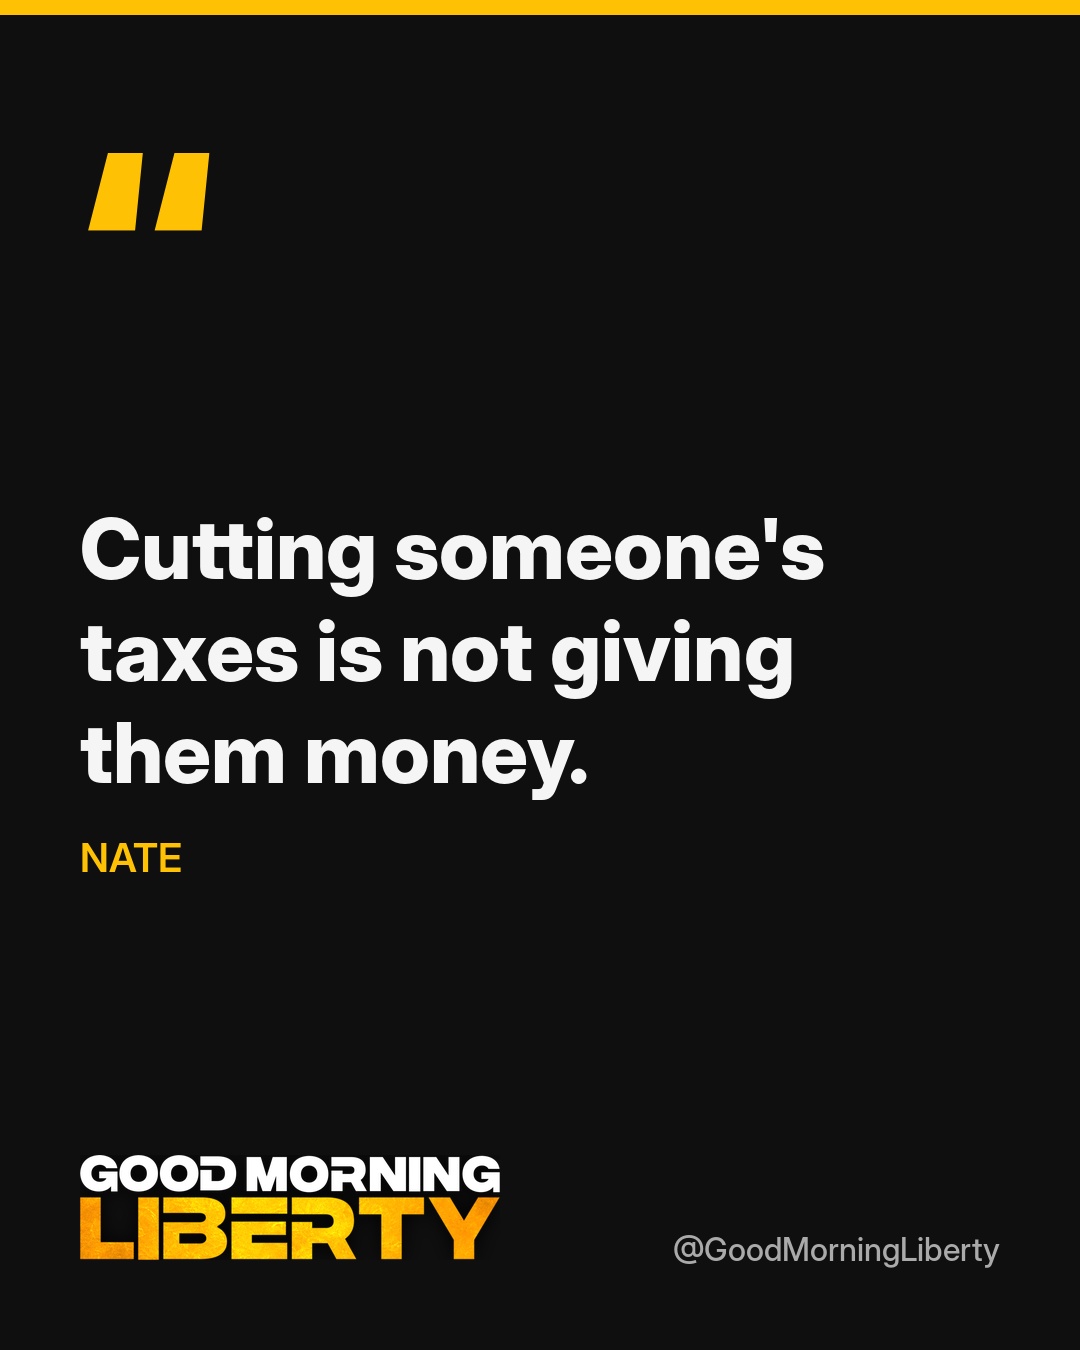 "
Cutting someone's
taxes is not giving
them money.
NATE
GOOD MORNING
LIBERTY
@GoodMorningLiberty